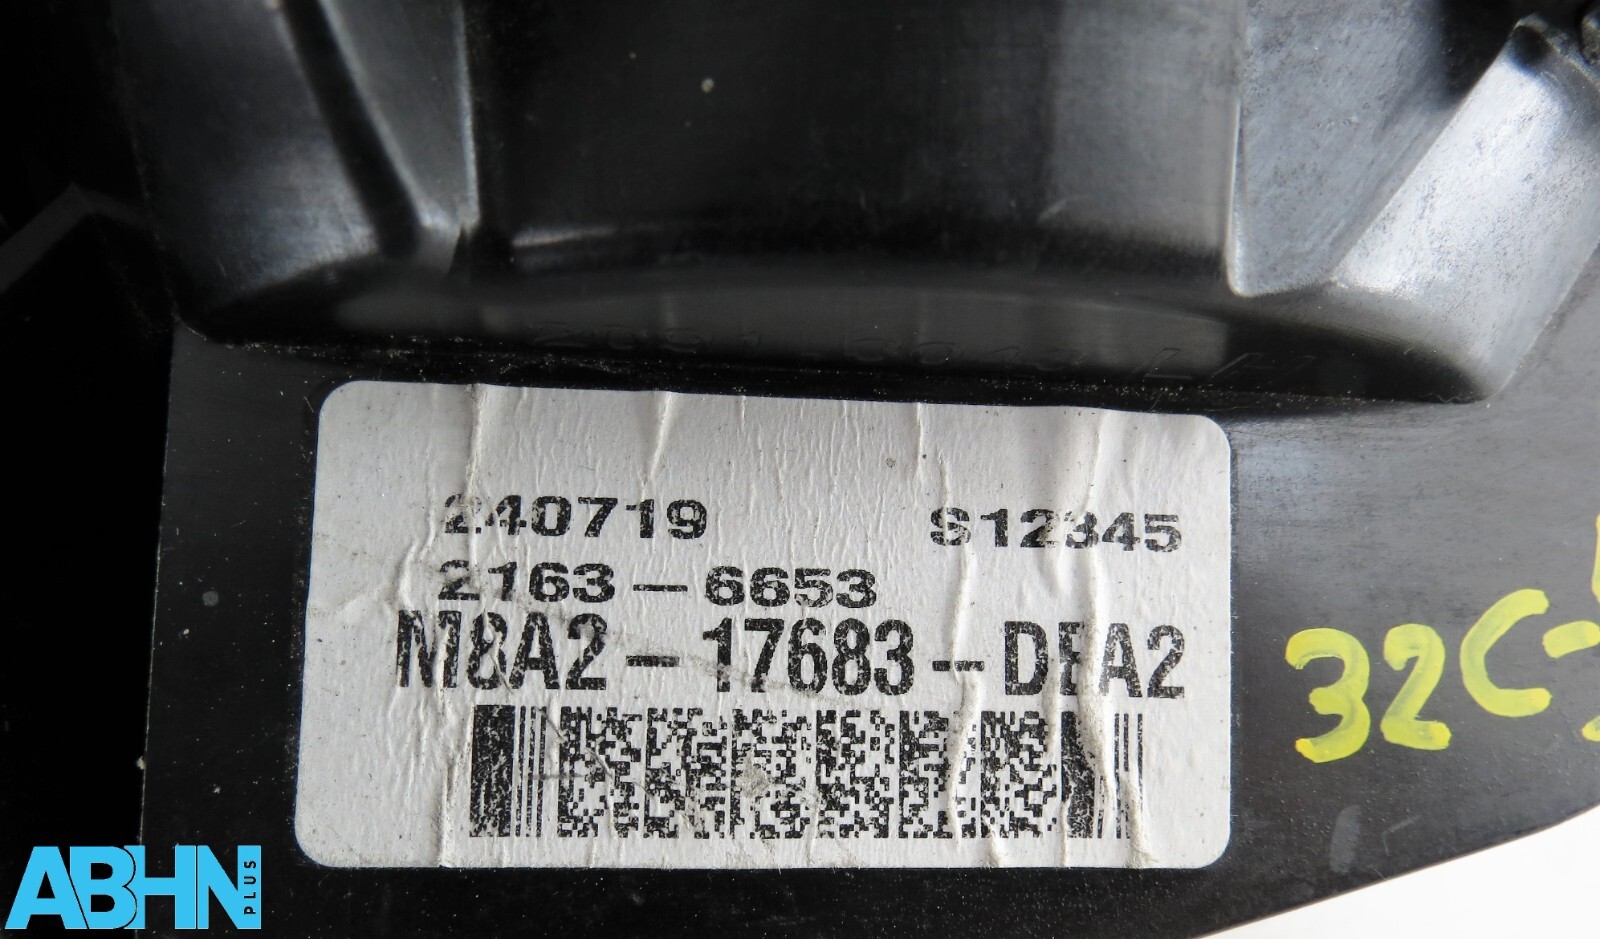 240719 S12345
2163-6653
M8A2-17683-DEA2
32C-
ABHN PLUS